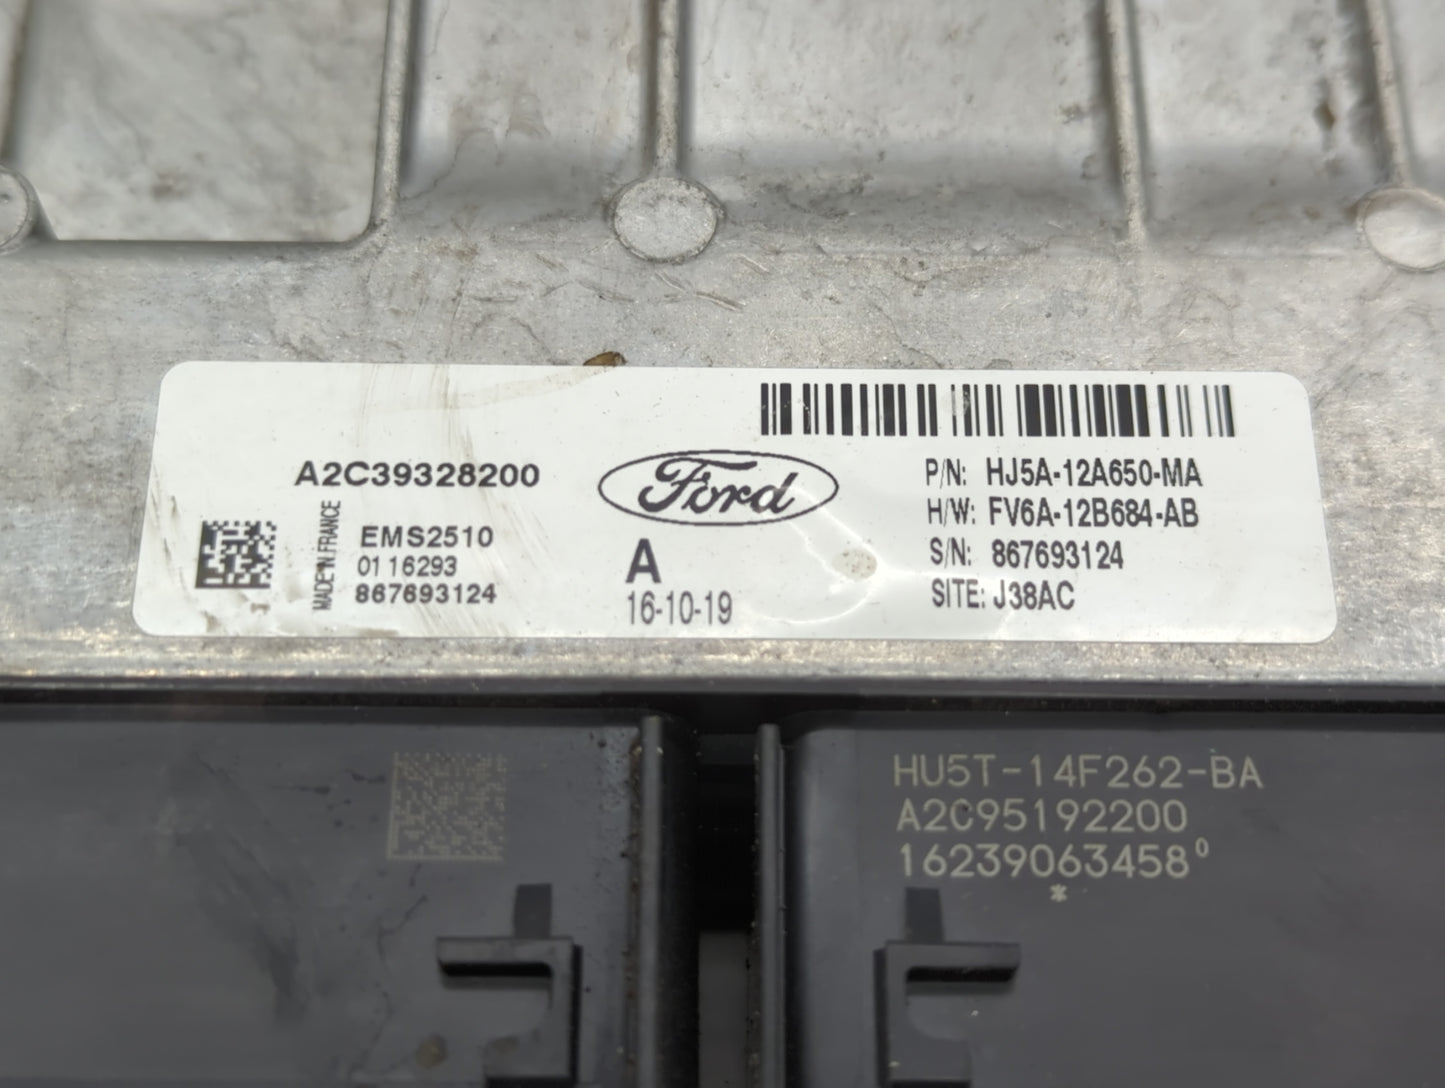 A2C39328200
MADE IN FRANCE
EMS2510
01 16293
867693124
Ford
A
16-10-19
P/N: HJ5A-12A650-MA
H/W: FV6A-12B684-AB
S/N: 867693124
SITE: J38AC
HU5T-14F262-BA
A2C95192200
16239063458⁰
*